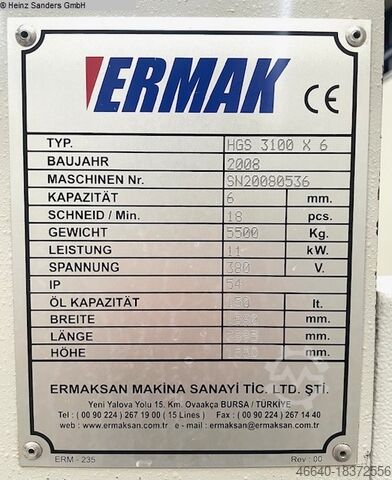 © Heinz Sanders GmbH
ERMAK CE
TYP. HGS 3100 X 6
BAUJAHR 2008
MASCHINEN Nr. SN20080536
KAPAZITÄT 6 mm.
SCHNEID / Min. 18 pcs.
GEWICHT 5500 Kg.
LEISTUNG 11 kW.
SPANNUNG 380 V.
IP 54
ÖL KAPAZITÄT lt.
BREITE mm.
LÄNGE mm.
HÖHE mm.
ERMAKSAN MAKİNA SANAYİ TİC. LTD. ŞTİ.
Yeni Yalova Yolu 15. Km. Ovaakça BURSA / TÜRKİYE
Tel : ( 00 90 224 ) 267 19 00 ( 15 Lines ) Fax : ( 00 90 224 )
web : www.ermaksan.com.tr e - mail : ermaksan@ermaksan.com.tr
ERM - 235 Rev : 00
46640-18372556